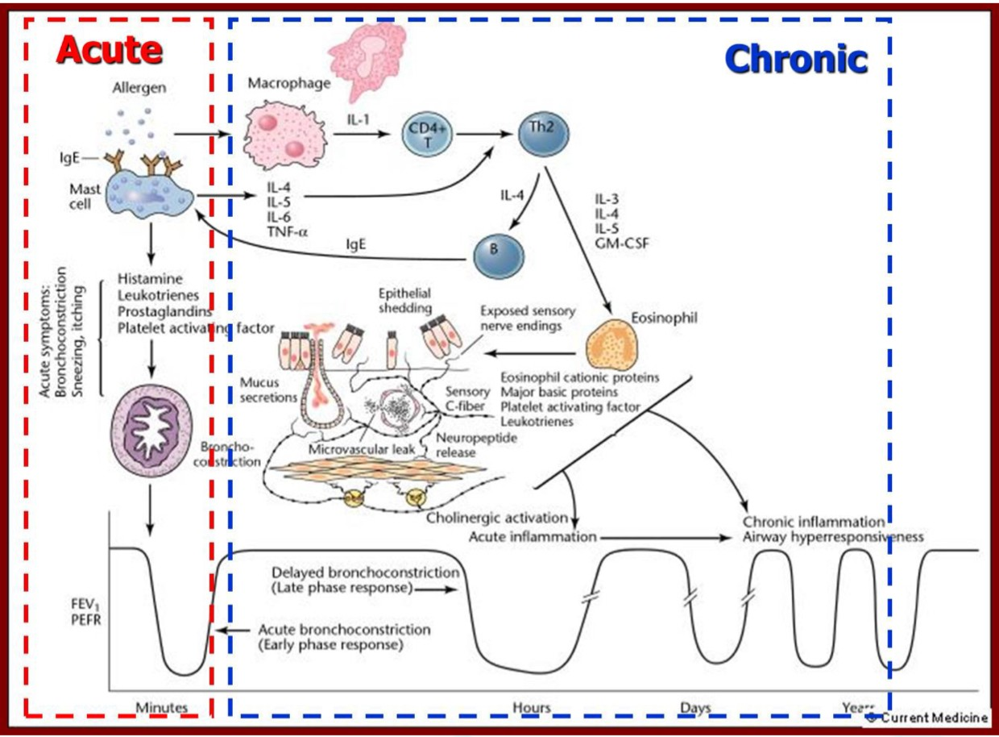 Acute
Chronic
Allergen
Macrophage
IL-1
CD4+
T
Th2
IgE
Mast
cell
IL-4
IL-5
IL-6
TNF-α
IgE
IL-4
B
IL-3
IL-4
IL-5
GM-CSF
Acute symptoms:
Bronchoconstriction
Sneezing, itching
Histamine
Leukotrienes
Prostaglandins
Platelet activating factor
Epithelial
shedding
Exposed sensory
nerve endings
Eosinophil
Mucus
secretions
Sensory
C-fiber
Eosinophil cationic proteins
Major basic proteins
Platelet activating factor
Leukotrienes
Broncho-
constriction
Microvascular leak
Neuropeptide
release
Cholinergic activation
Acute inflammation
Chronic inflammation
Airway hyperresponsiveness
FEV1
PEFR
Delayed bronchoconstriction
(Late phase response)
Acute bronchoconstriction
(Early phase response)
Minutes
Hours
Days
Years
© Current Medicine